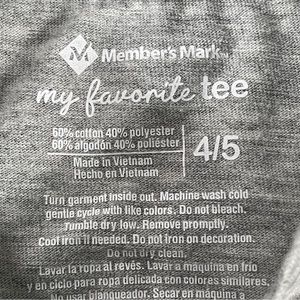 Member's Mark™
my favorite tee
60% cotton 40% polyester
60% algodón 40% poliéster
Made in Vietnam
Hecho en Vietnam
4/5
Turn garment inside out. Machine wash cold
gentle cycle with like colors. Do not bleach.
Tumble dry low. Remove promptly.
Cool iron if needed. Do not iron on decoration.
Do not dry clean.
Lavar la ropa al revés. Lavar a máquina en frío
y en ciclo para ropa delicada con colores similares.
No usar blanqueador. Secar en máquina a